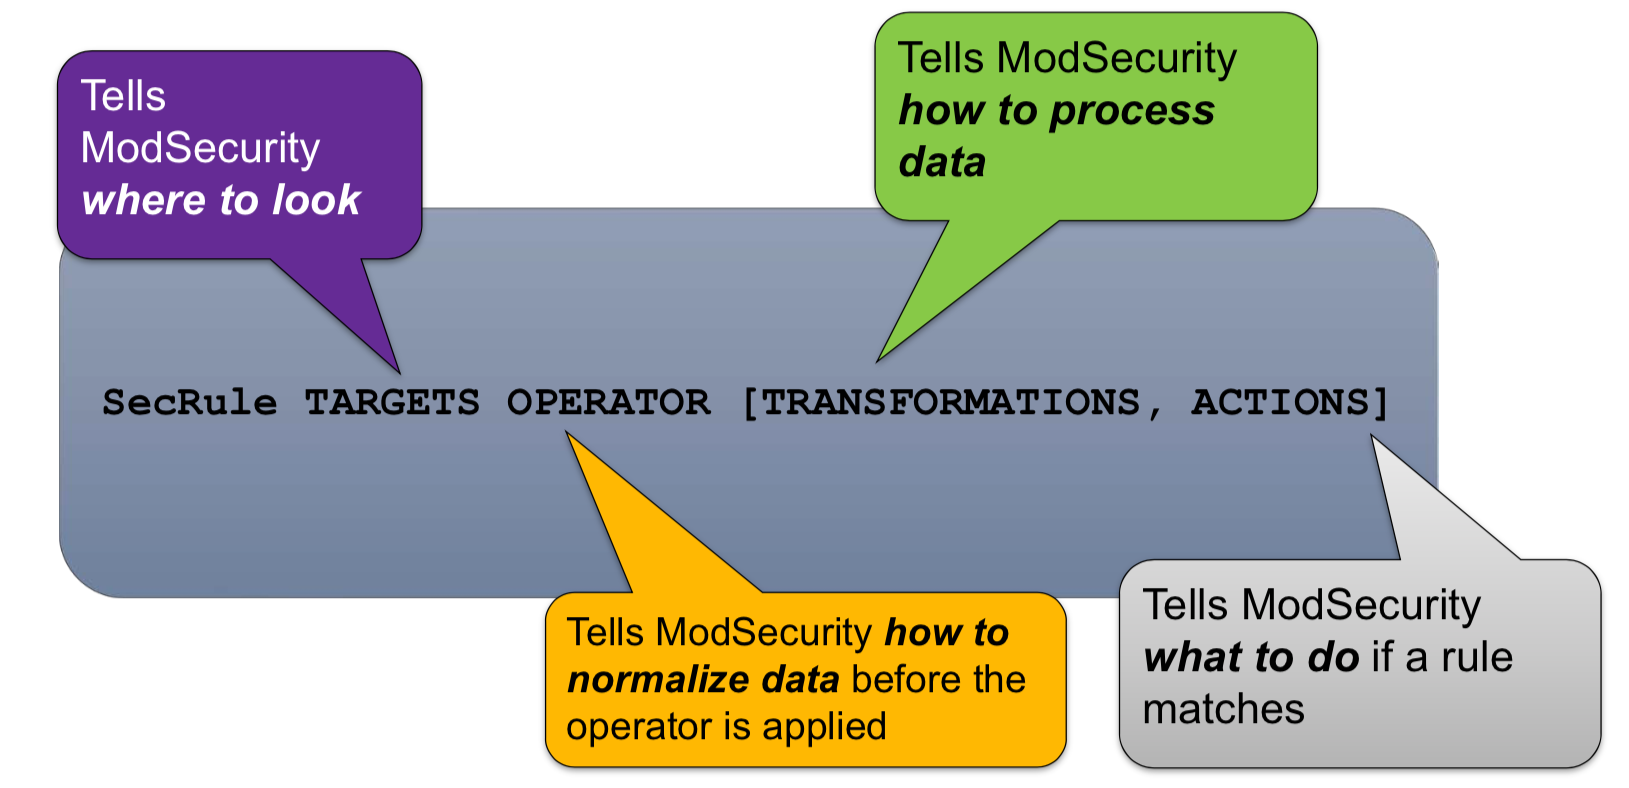 Tells
ModSecurity
where to look
Tells ModSecurity
how to process
data
SecRule TARGETS OPERATOR [TRANSFORMATIONS, ACTIONS]
Tells ModSecurity how to
normalize data before the
operator is applied
Tells ModSecurity
what to do if a rule
matches